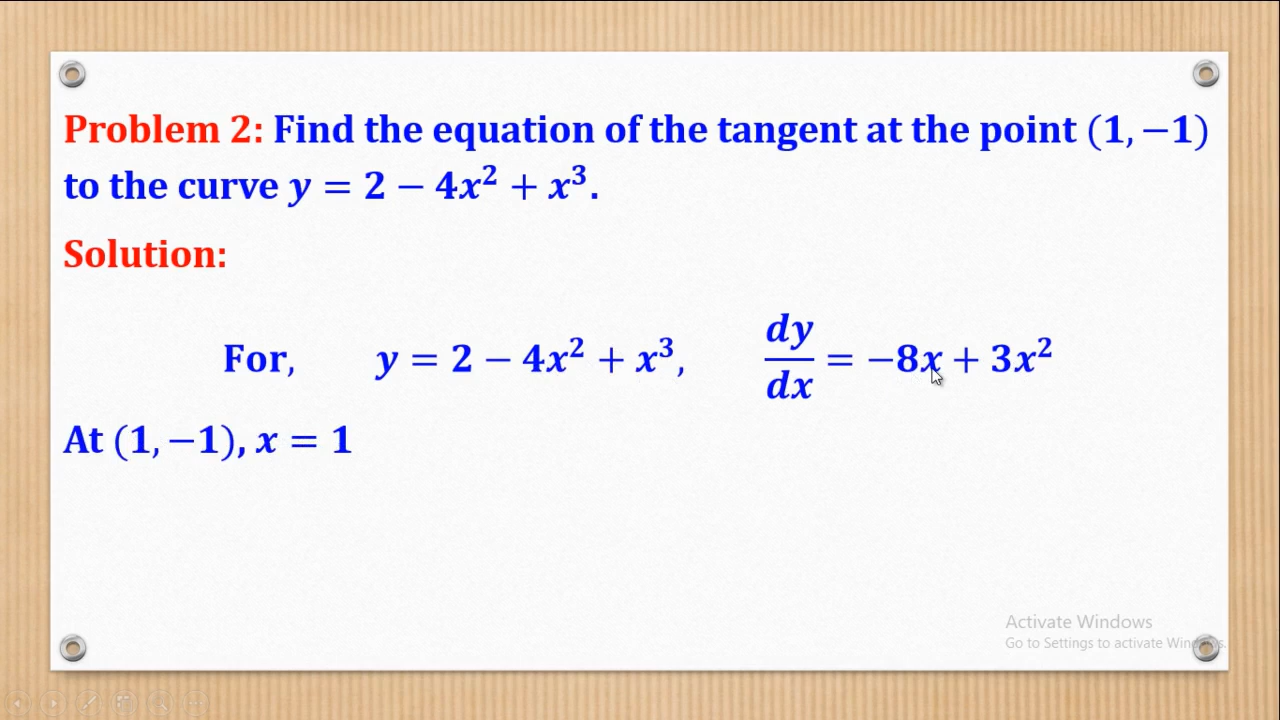 Problem 2: Find the equation of the tangent at the point (1, −1)
to the curve y = 2 − 4x² + x³.
Solution:
For, y = 2 − 4x² + x³, dy/dx = −8x + 3x²
At (1, −1), x = 1
Activate Windows
Go to Settings to activate Windows.